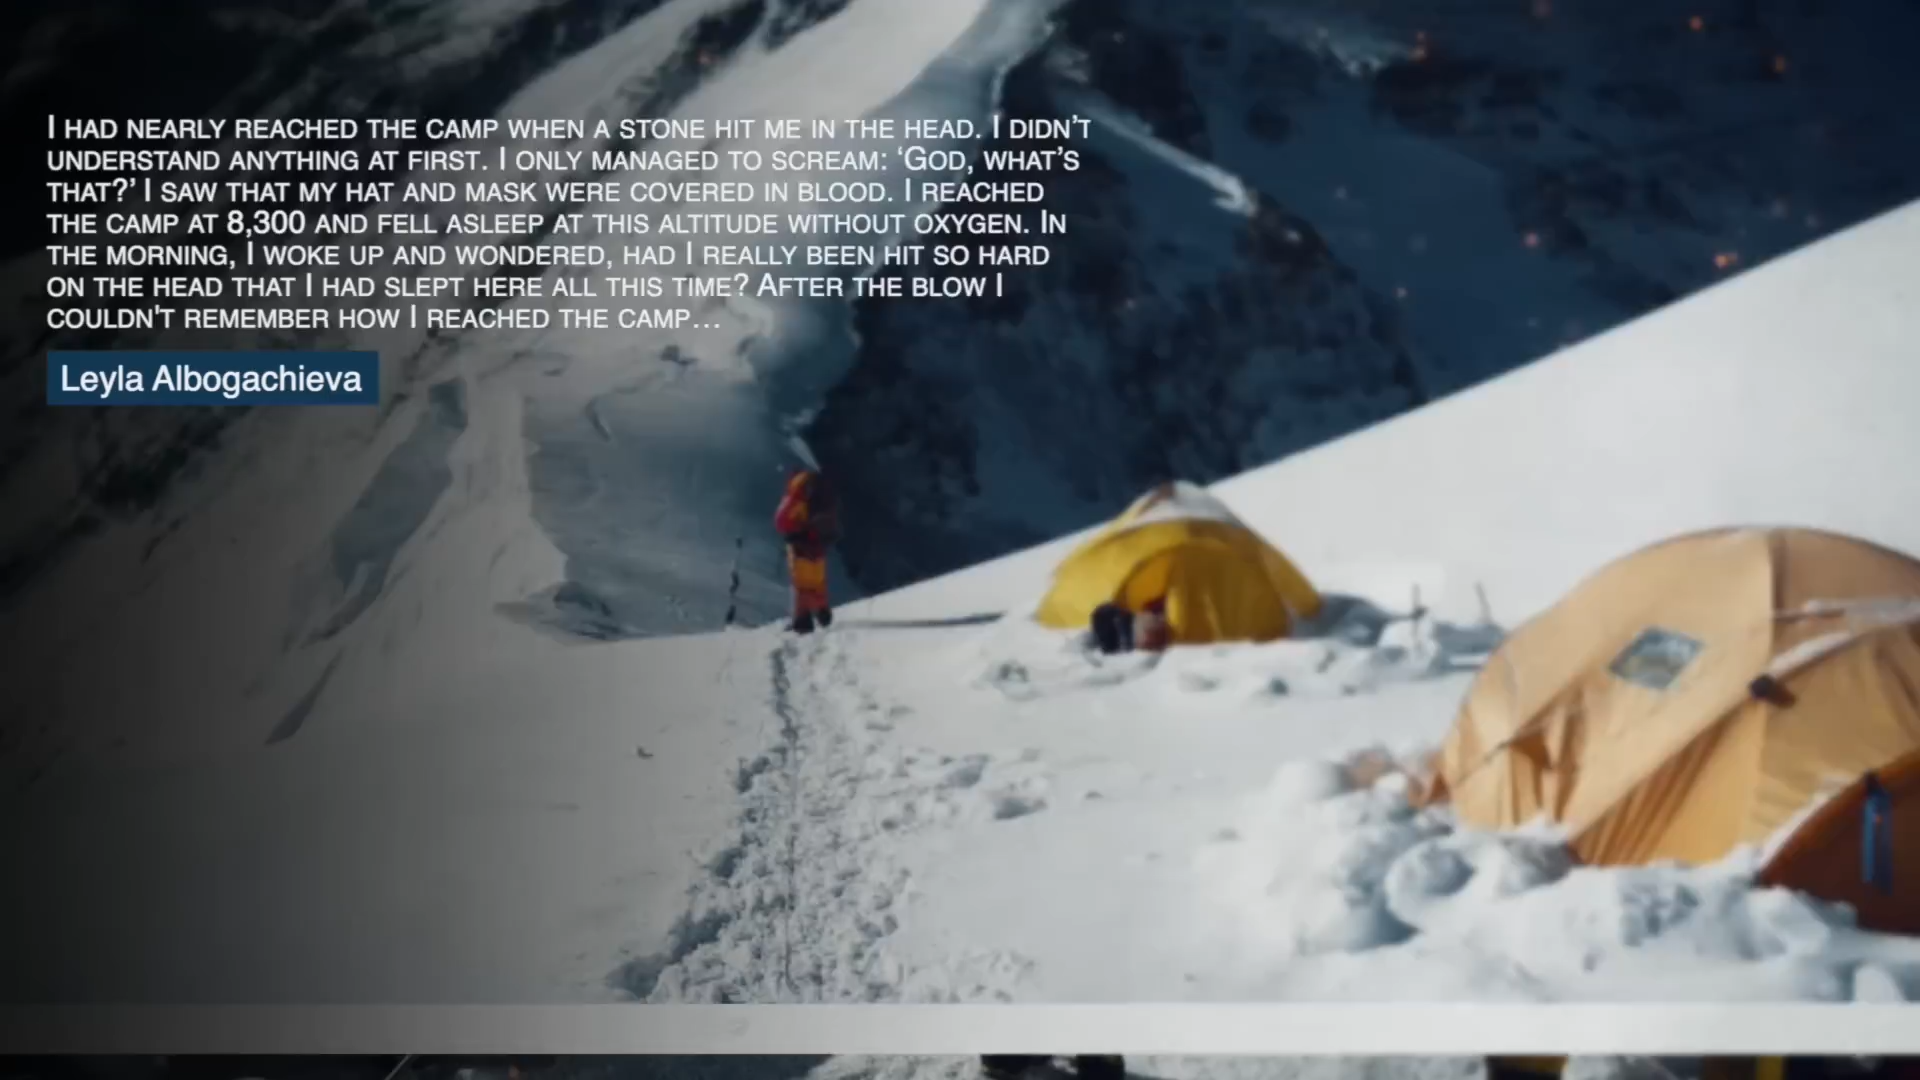 I HAD NEARLY REACHED THE CAMP WHEN A STONE HIT ME IN THE HEAD. I DIDN’T
UNDERSTAND ANYTHING AT FIRST. I ONLY MANAGED TO SCREAM: ‘GOD, WHAT’S
THAT?’ I SAW THAT MY HAT AND MASK WERE COVERED IN BLOOD. I REACHED
THE CAMP AT 8,300 AND FELL ASLEEP AT THIS ALTITUDE WITHOUT OXYGEN. IN
THE MORNING, I WOKE UP AND WONDERED, HAD I REALLY BEEN HIT SO HARD
ON THE HEAD THAT I HAD SLEPT HERE ALL THIS TIME? AFTER THE BLOW I
COULDN'T REMEMBER HOW I REACHED THE CAMP...
Leyla Albogachieva